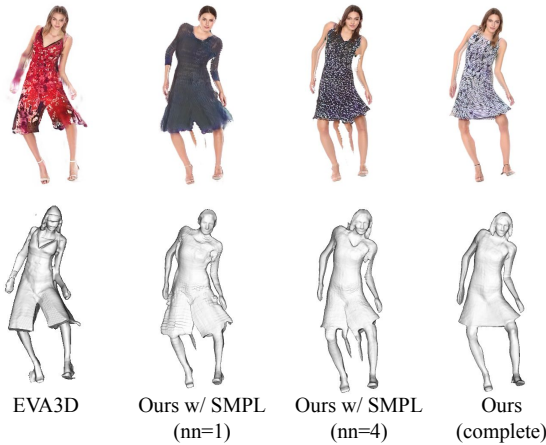 EVA3D
Ours w/ SMPL
(nn=1)
Ours w/ SMPL
(nn=4)
Ours
(complete)